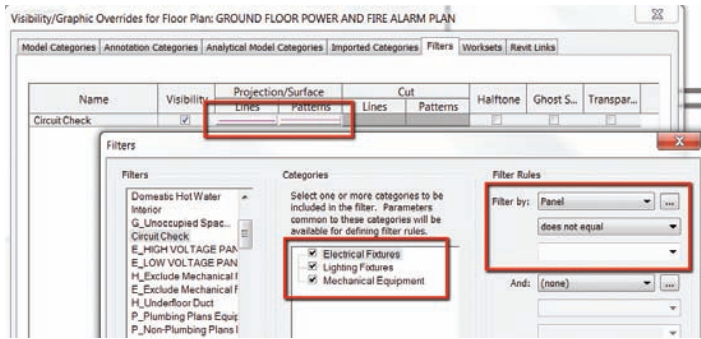 Visibility/Graphic Overrides for Floor Plan: GROUND FLOOR POWER AND FIRE ALARM PLAN
Model Categories Annotation Categories Analytical Model Categories Imported Categories Filters Worksets Revit Links
Name Visibility Projection/Surface Cut Halftone Ghost S... Transpar...
Lines Patterns Lines Patterns
Circuit Check
Filters
Filters
Domestic Hot Water
Interior
G_Unoccupied Spac...
Circuit Check
E_HIGH VOLTAGE PAN
E_LOW VOLTAGE PAN
H_Exclude Mechanical
E_Exclude Mechanical
H_Underfloor Duct
P_Plumbing Plans Equip
P_Non-Plumbing Plans
Categories
Select one or more categories to be
included in the filter. Parameters
common to these categories will be
available for defining filter rules.
Electrical Fixtures
Lighting Fixtures
Mechanical Equipment
Filter Rules
Filter by: Panel ...
does not equal
And: (none) ...